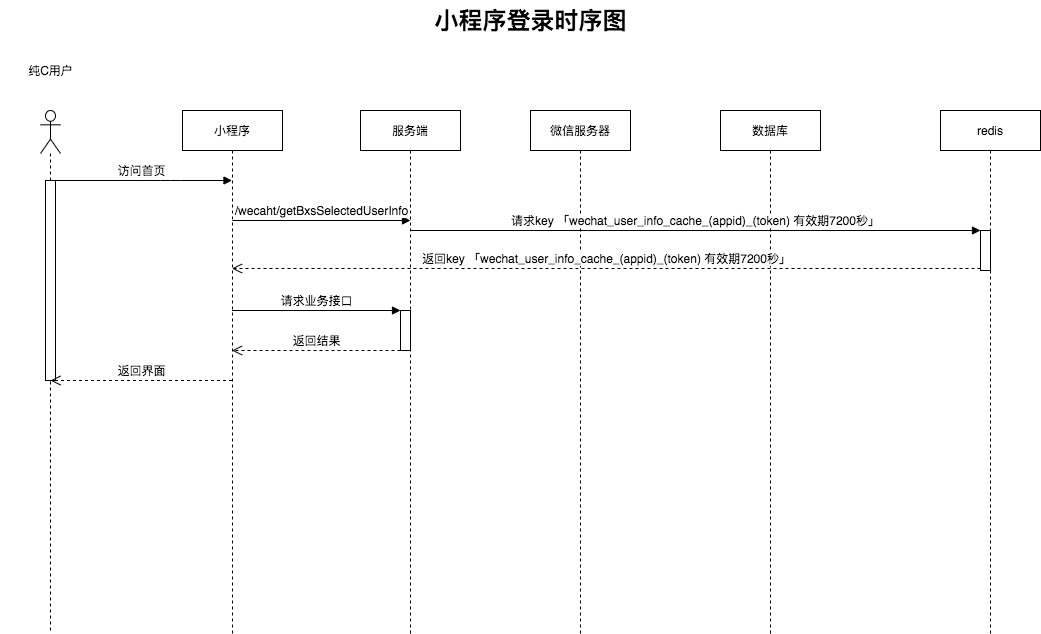 小程序登录时序图
纯C用户
小程序
服务端
微信服务器
数据库
redis
访问首页
/wecaht/getBxsSelectedUserInfo
请求key 「wechat_user_info_cache_(appid)_(token) 有效期7200秒」
返回key 「wechat_user_info_cache_(appid)_(token) 有效期7200秒」
请求业务接口
返回结果
返回界面